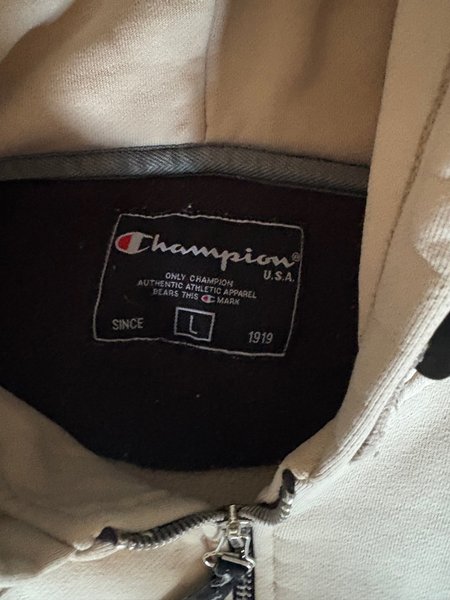 Champion®
U.S.A.
ONLY CHAMPION
AUTHENTIC ATHLETIC APPAREL
BEARS THIS C MARK
SINCE L 1919